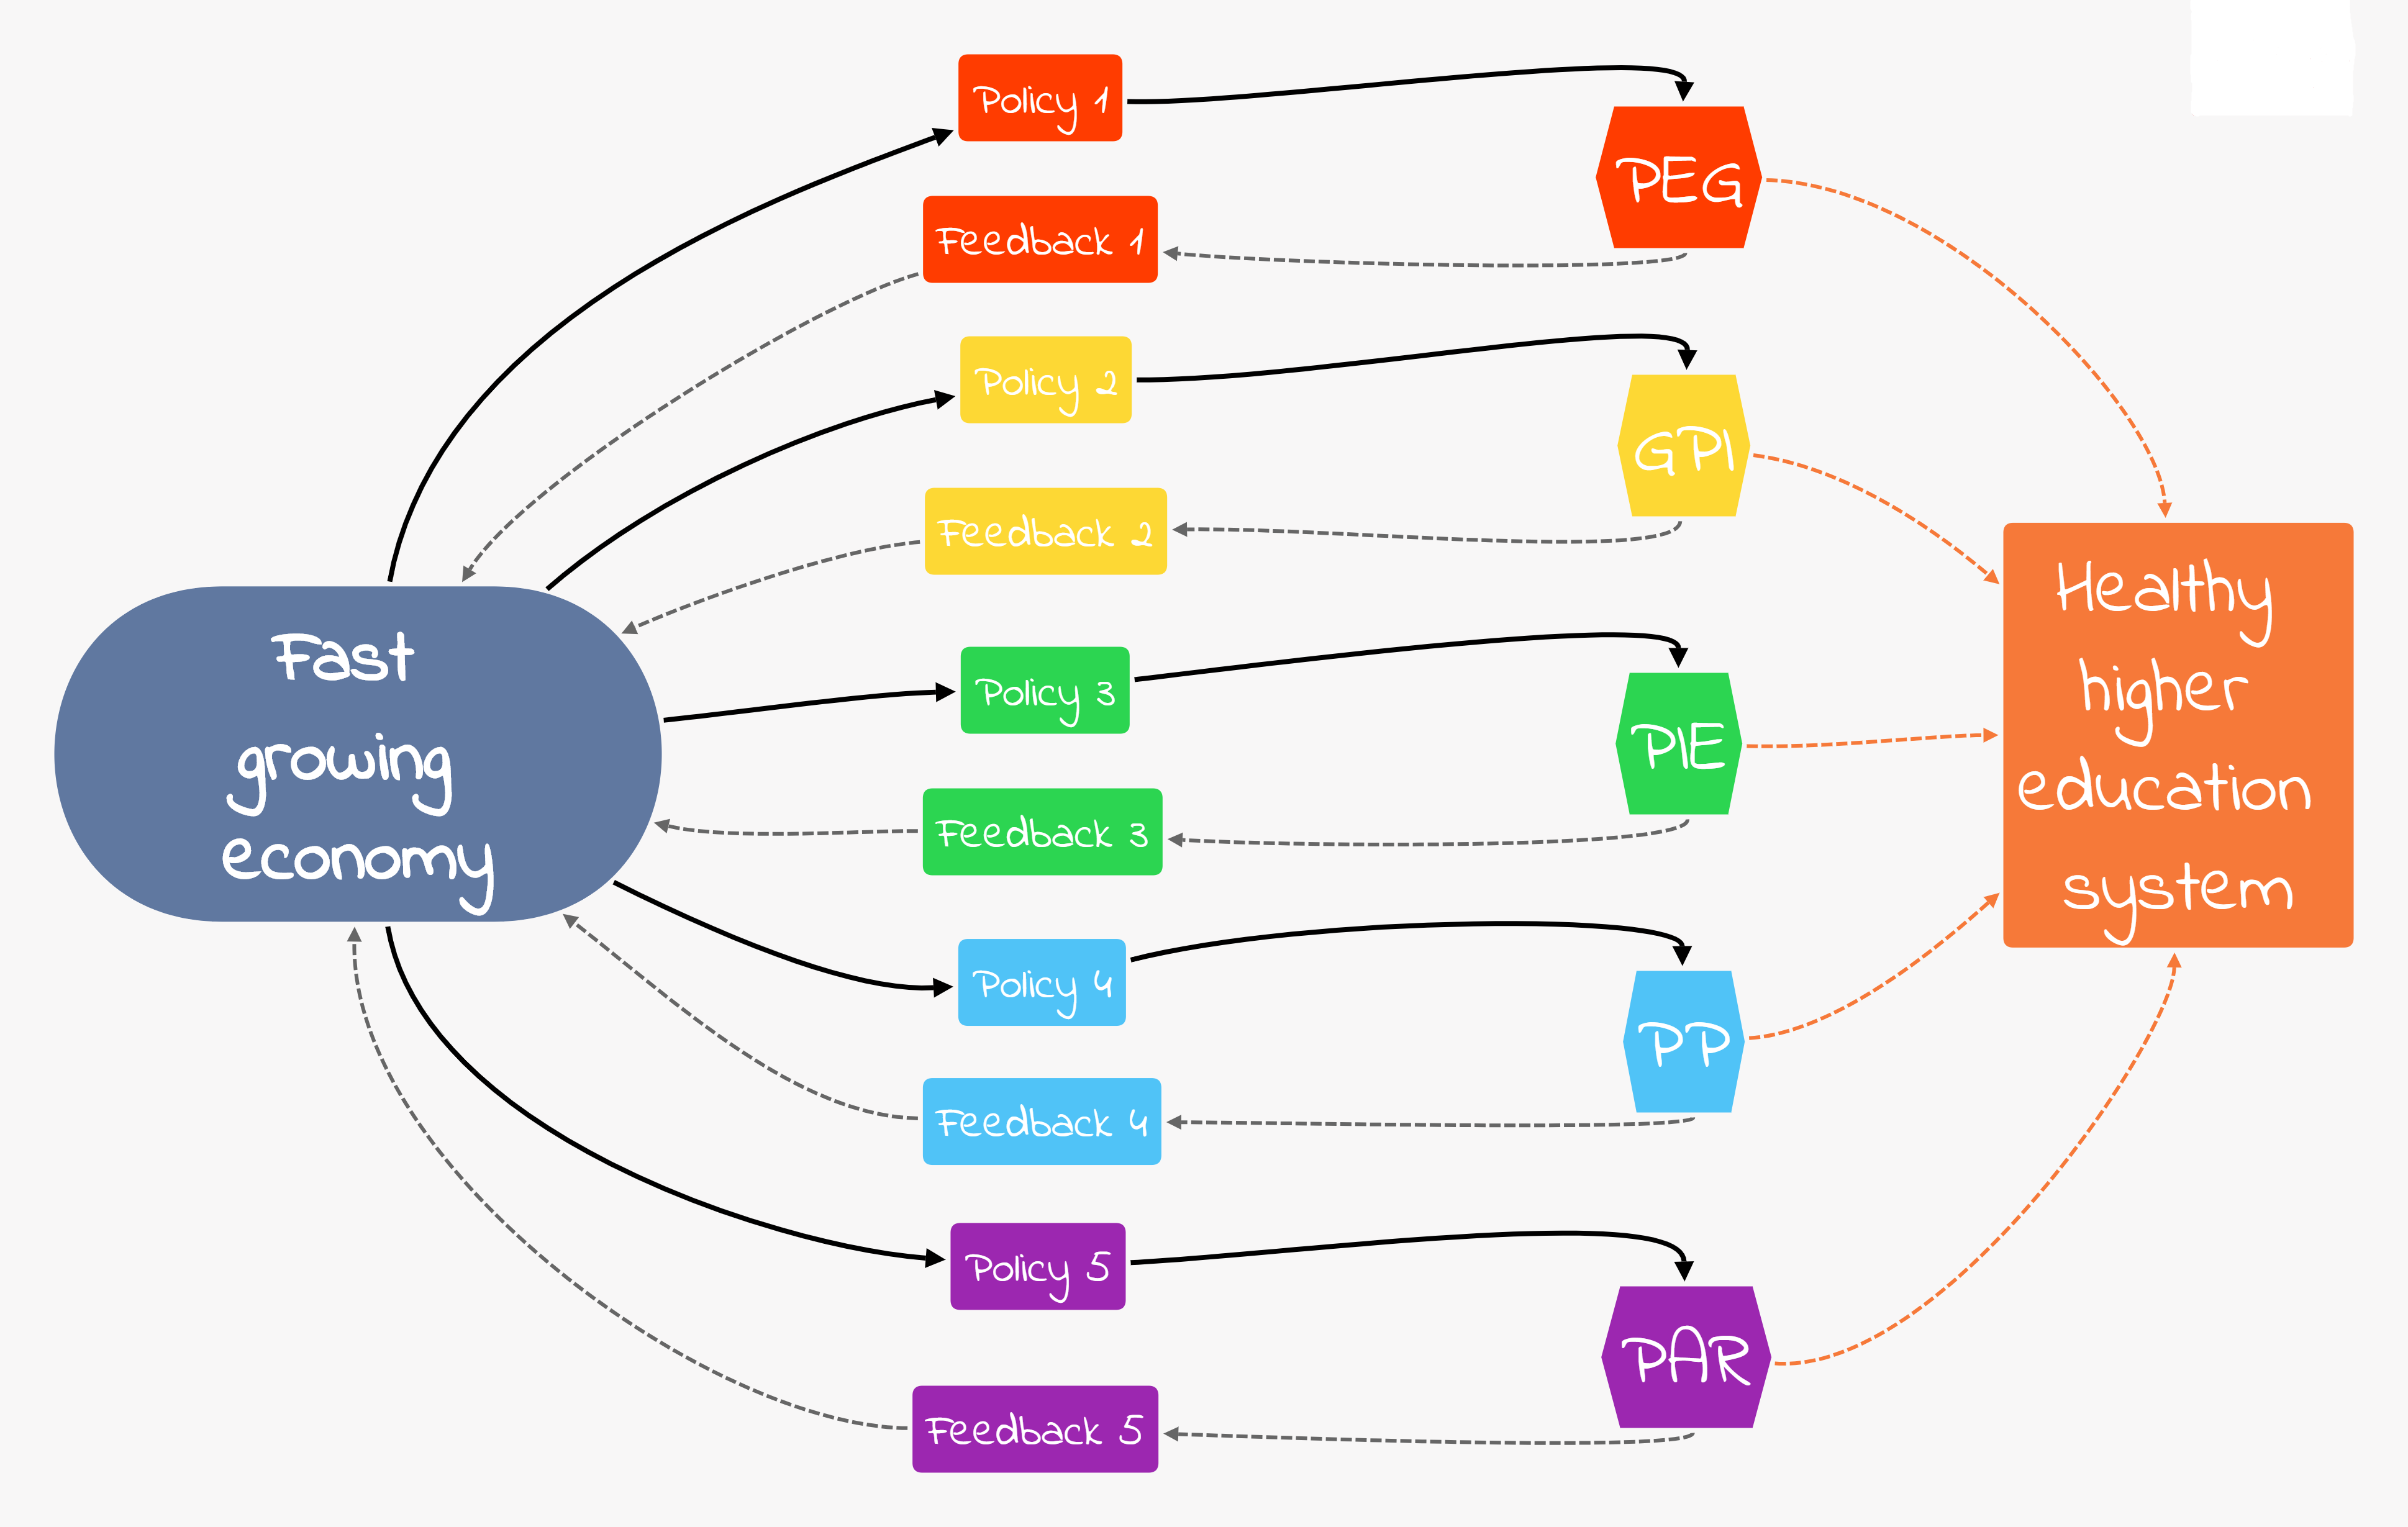 Policy 1
PEG
Feedback 1
Policy 2
GPI
Feedback 2
Fast
growing
economy
Policy 3
PIE
Feedback 3
Healthy
higher
education
system
Policy 4
PP
Feedback 4
Policy 5
PAR
Feedback 5